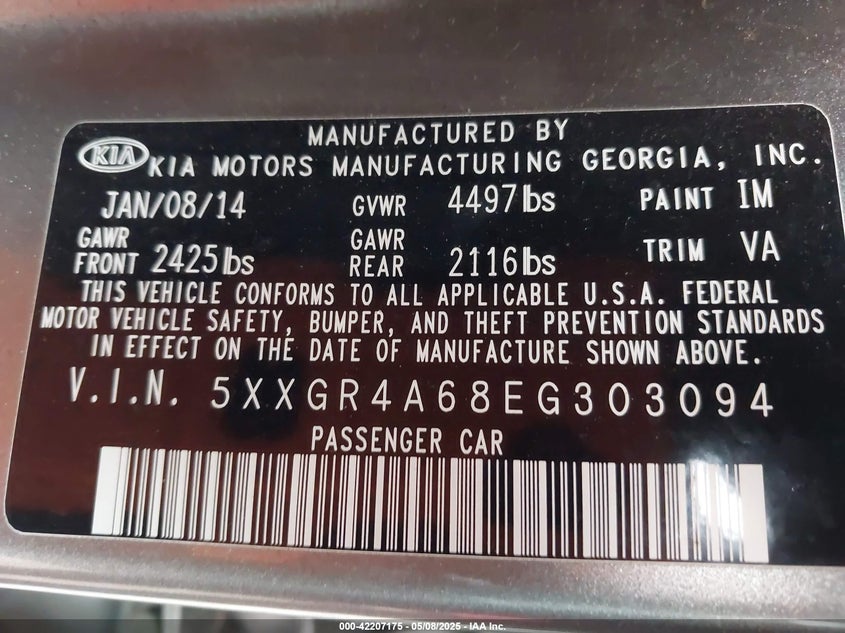 MANUFACTURED BY
KIA KIA MOTORS MANUFACTURING GEORGIA, INC.
JAN/08/14 GVWR 4497lbs PAINT IM
GAWR FRONT 2425lbs GAWR REAR 2116lbs TRIM VA
THIS VEHICLE CONFORMS TO ALL APPLICABLE U.S.A. FEDERAL
MOTOR VEHICLE SAFETY, BUMPER, AND THEFT PREVENTION STANDARDS
IN EFFECT ON THE DATE OF MANUFACTURE SHOWN ABOVE.
V.I.N. 5XXGR4A68EG303094
PASSENGER CAR
000-42207175 - 05/08/2025 - IAA Inc.